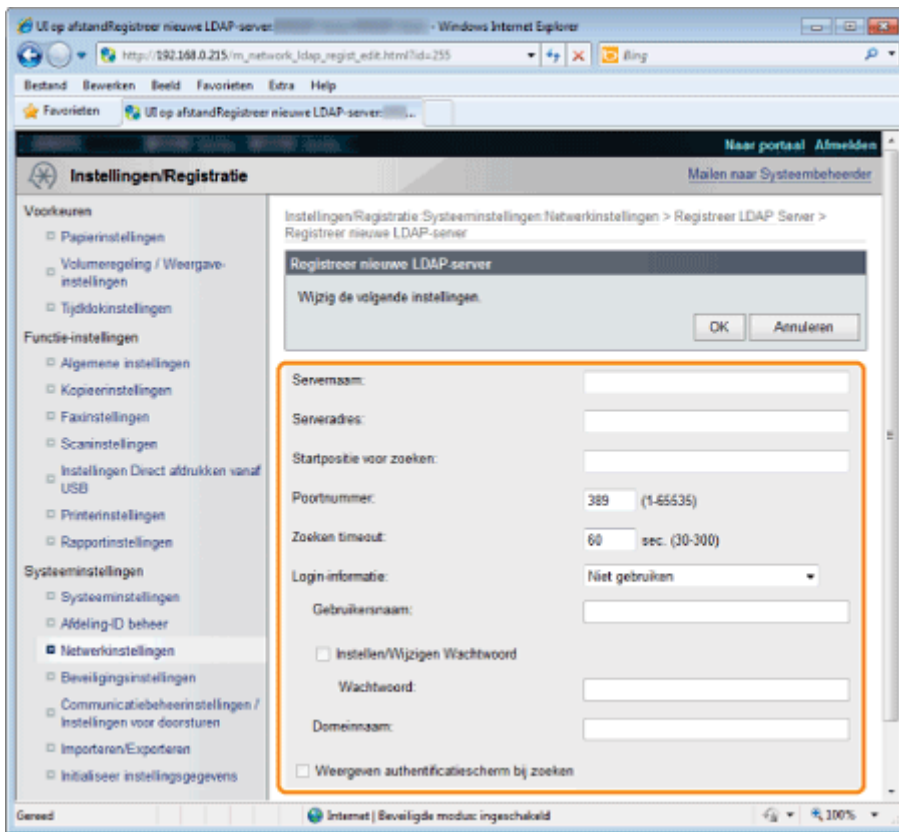 UI op afstandRegistreer nieuwe LDAP-server: - Windows Internet Explorer
http://192.168.0.215/m_network_ldap_regist_edit.html?id=255
Bing
Bestand Bewerken Beeld Favorieten Extra Help
Favorieten UI op afstandRegistreer nieuwe LDAP-server: ...
Naar portaal Afmelden
Instellingen/Registratie
Mailen naar Systeembeheerder
Voorkeuren
Papierinstellingen
Volumeregeling / Weergave-
instellingen
Tijdklokinstellingen
Functie-instellingen
Algemene instellingen
Kopieerinstellingen
Faxinstellingen
Scaninstellingen
Instellingen Direct afdrukken vanaf
USB
Printerinstellingen
Rapportinstellingen
Systeeminstellingen
Systeeminstellingen
Afdeling-ID beheer
Netwerkinstellingen
Beveiligingsinstellingen
Communicatiebeheerinstellingen /
Instellingen voor doorsturen
Importeren/Exporteren
Initialiseer instellingsgegevens
Instellingen/Registratie:Systeeminstellingen:Netwerkinstellingen > Registreer LDAP Server >
Registreer nieuwe LDAP-server
Registreer nieuwe LDAP-server
Wijzig de volgende instellingen.
OK Annuleren
Servernaam:
Serveradres:
Startpositie voor zoeken:
Poortnummer: 389 (1-65535)
Zoeken timeout: 60 sec. (30-300)
Login-informatie: Niet gebruiken
Gebruikersnaam:
Instellen/Wijzigen Wachtwoord
Wachtwoord:
Domeinnaam:
Weergeven authentificatiescherm bij zoeken
Gereed Internet | Beveiligde modus: ingeschakeld 100%